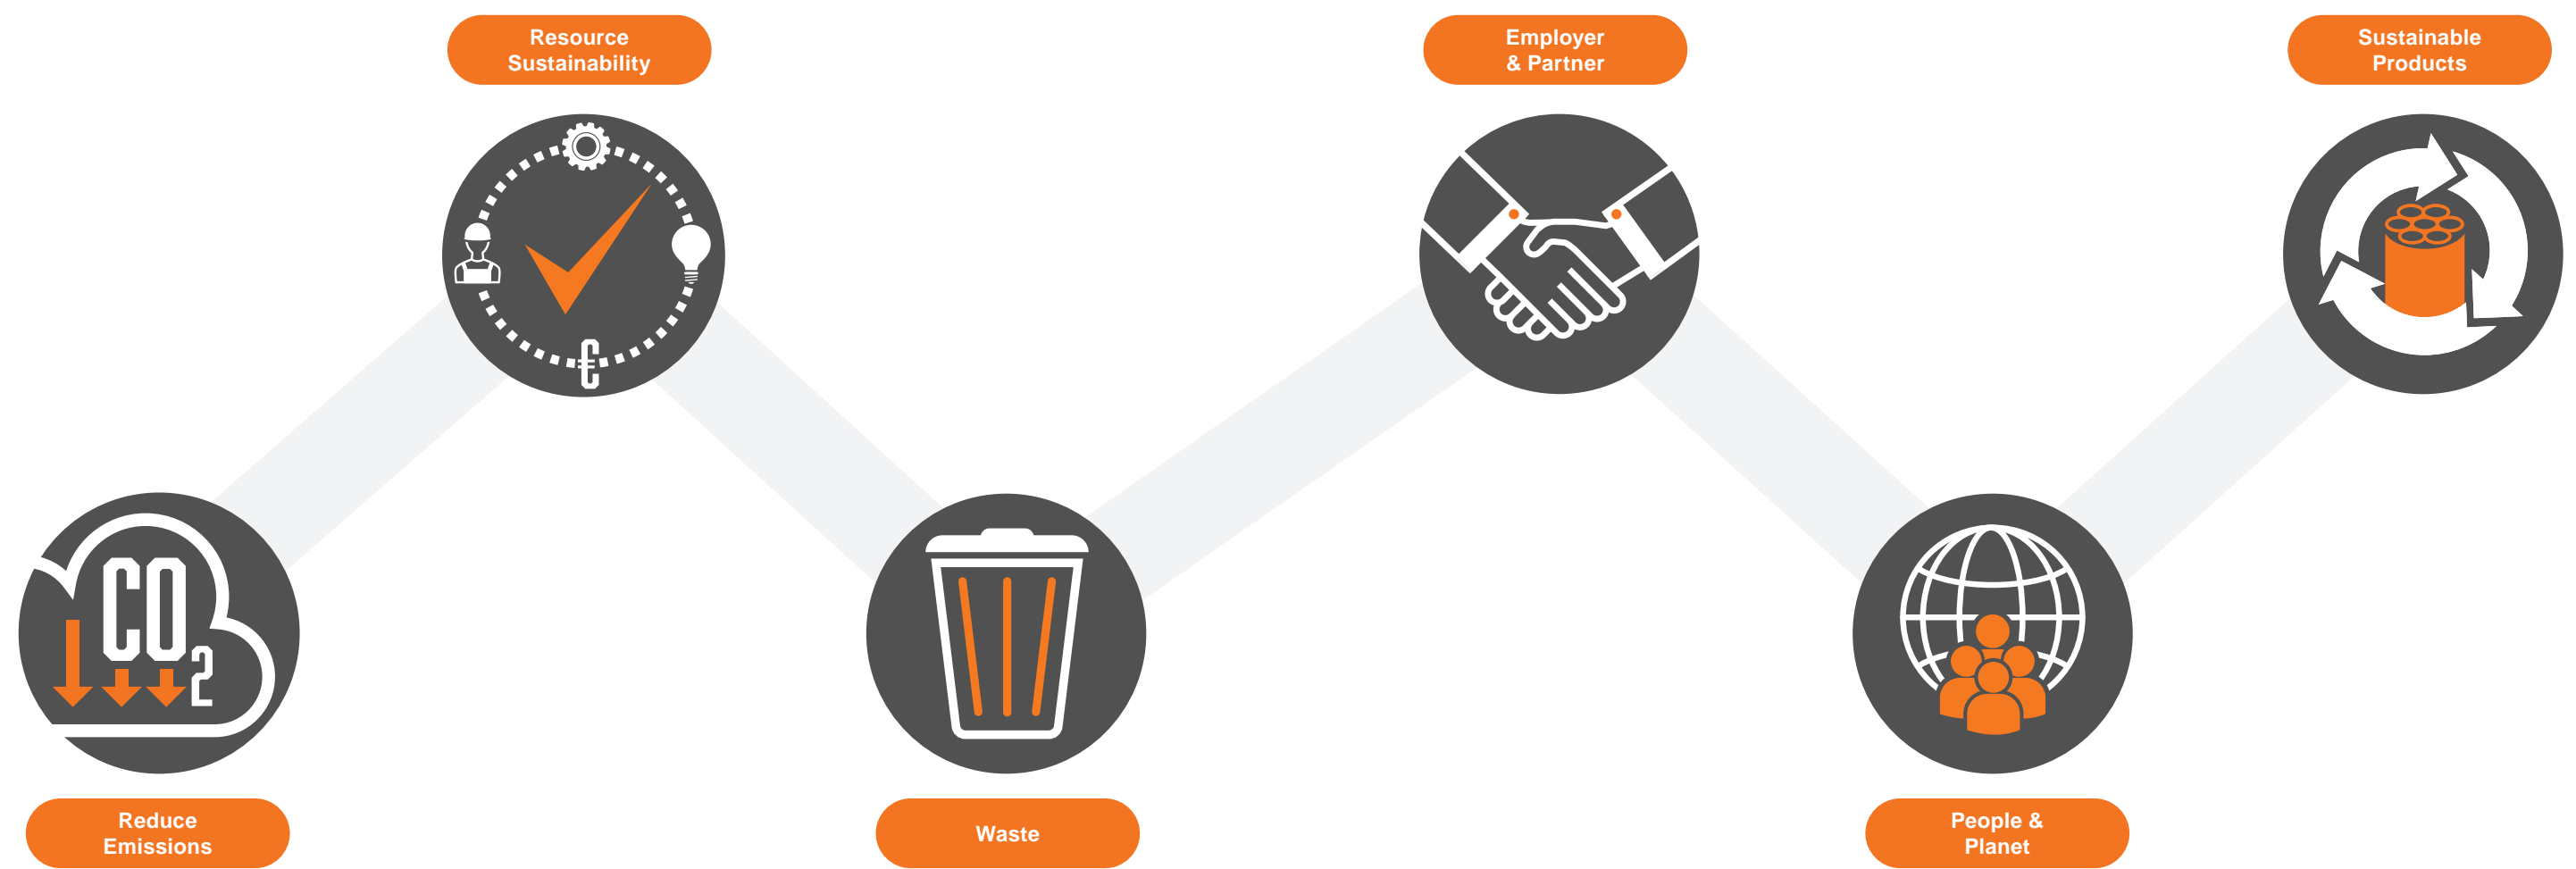 Resource
Sustainability
Employer
& Partner
Sustainable
Products
€
CO2
Reduce
Emissions
Waste
People &
Planet